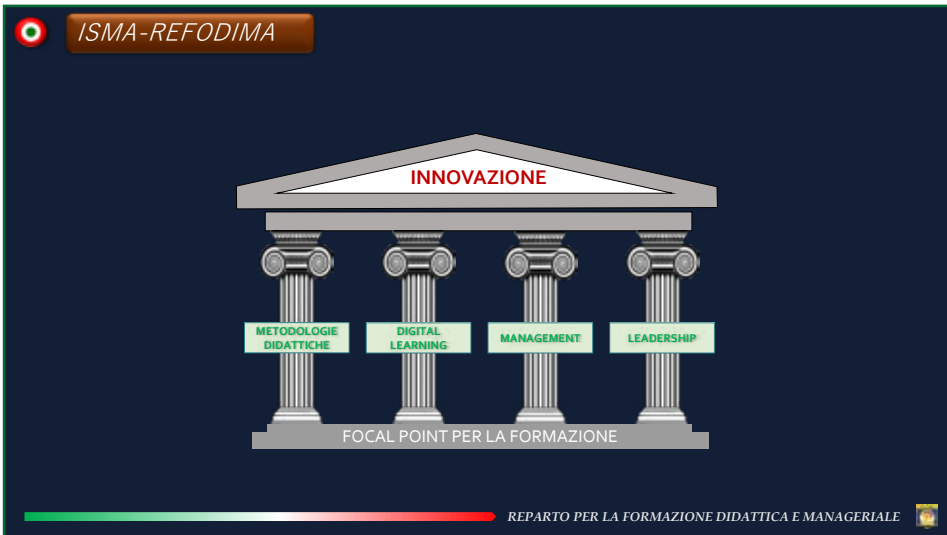 ISMA-REFODIMA
INNOVAZIONE
METODOLOGIE
DIDATTICHE
DIGITAL
LEARNING
MANAGEMENT
LEADERSHIP
FOCAL POINT PER LA FORMAZIONE
REPARTO PER LA FORMAZIONE DIDATTICA E MANAGERIALE